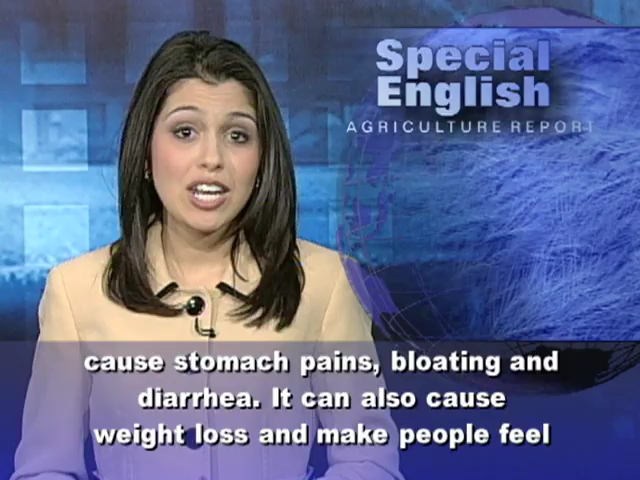 Special
English
AGRICULTURE REPORT
cause stomach pains, bloating and
diarrhea. It can also cause
weight loss and make people feel